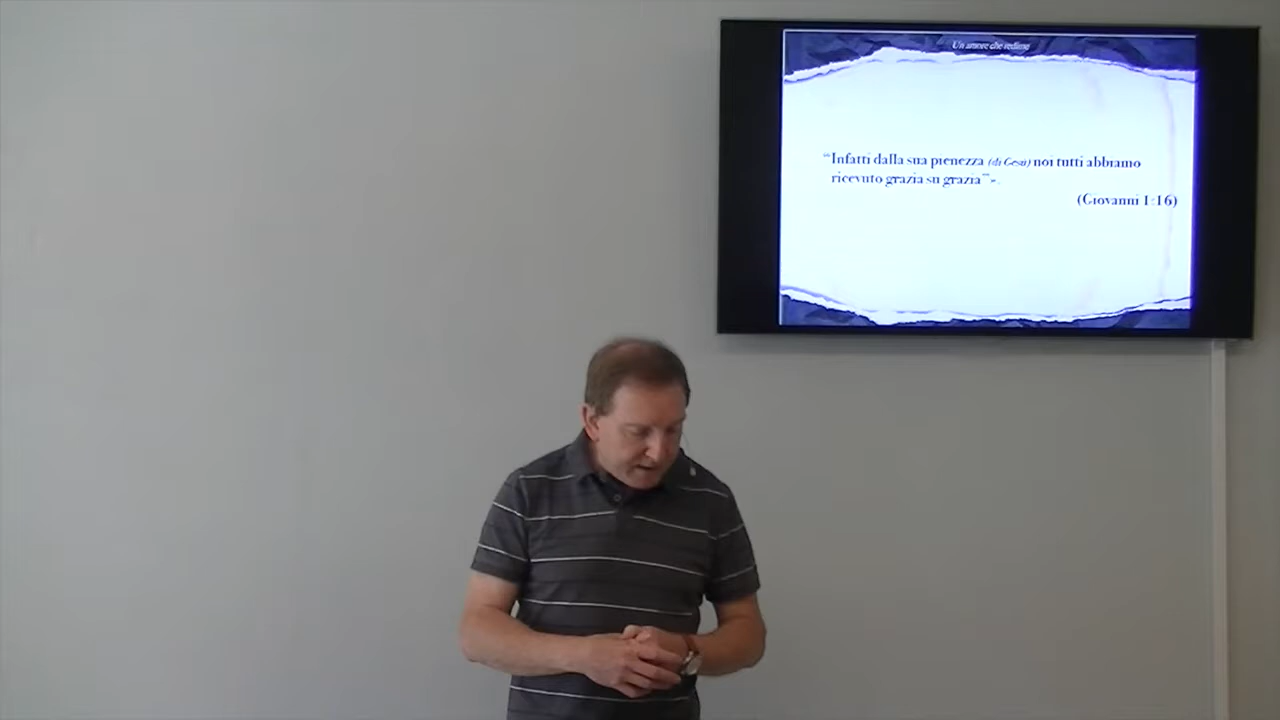 Un amore che redime
“Infatti dalla sua pienezza (di Gesù) noi tutti abbiamo
ricevuto grazia su grazia”».
(Giovanni 1:16)